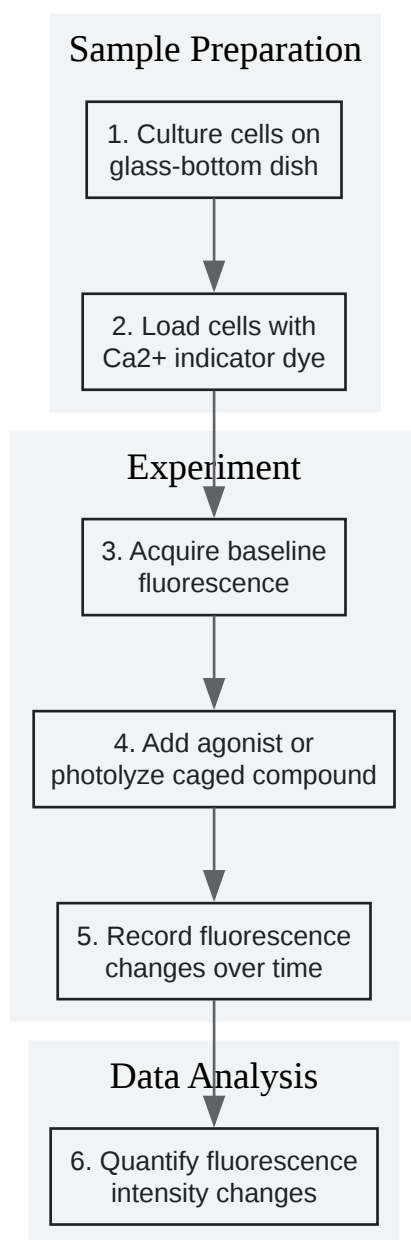 Sample Preparation
1. Culture cells on
glass-bottom dish
2. Load cells with
Ca2+ indicator dye
Experiment
3. Acquire baseline
fluorescence
4. Add agonist or
photolyze caged compound
5. Record fluorescence
changes over time
Data Analysis
6. Quantify fluorescence
intensity changes